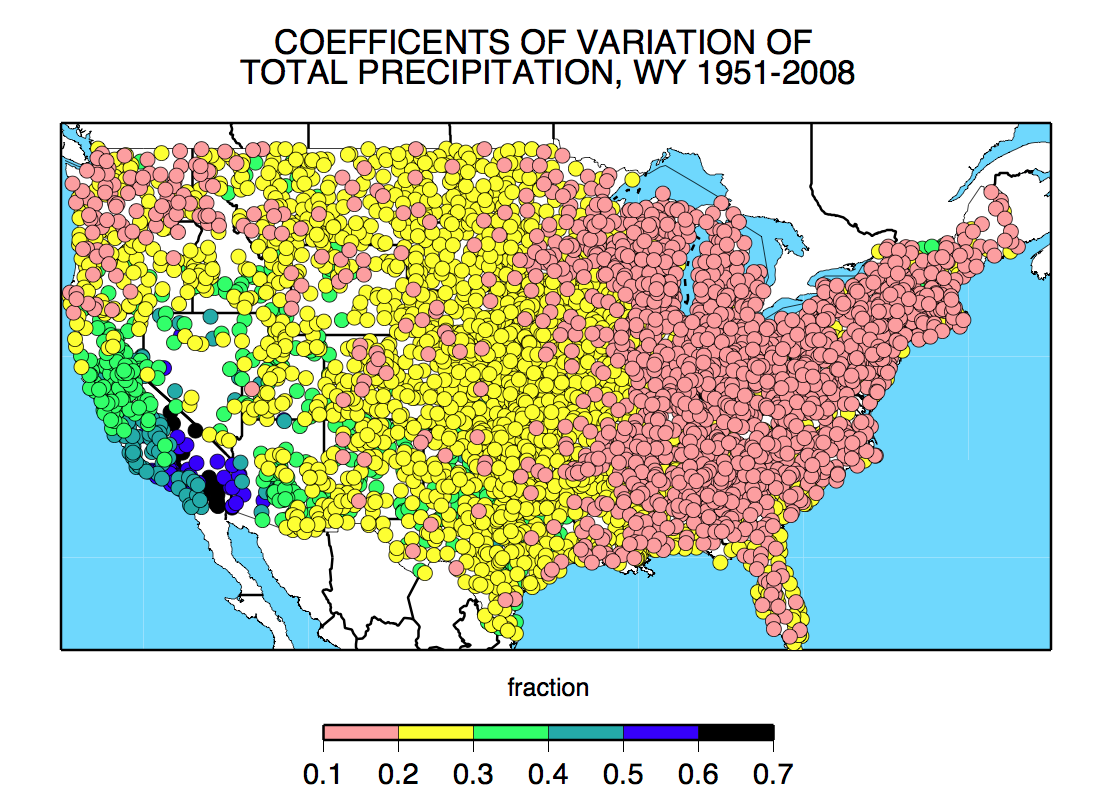 COEFFICENTS OF VARIATION OF
TOTAL PRECIPITATION, WY 1951-2008
fraction
0.1 0.2 0.3 0.4 0.5 0.6 0.7